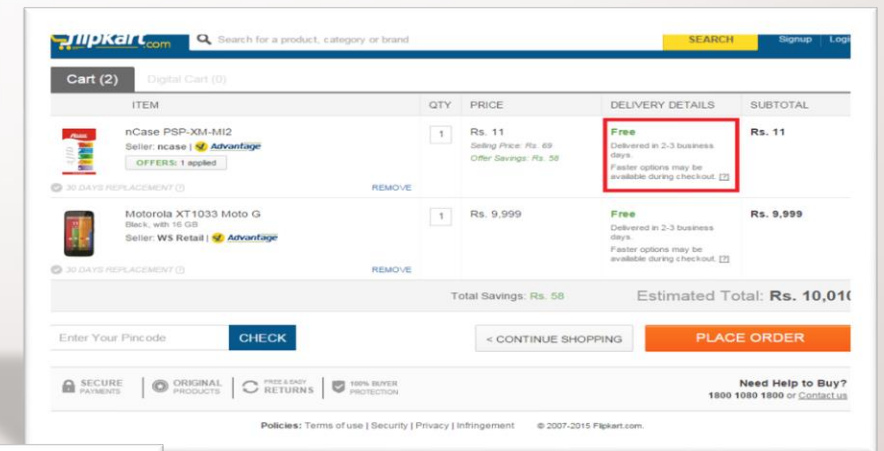 flipkart.com
Search for a product, category or brand
SEARCH
Signup
Cart (2)
Digital Cart (0)
ITEM QTY PRICE DELIVERY DETAILS SUBTOTAL
nCase PSP-XM-MI2
Seller: ncase | Advantage
OFFERS: 1 applied
30 DAYS REPLACEMENT [?]
REMOVE
1
Rs. 11
Selling Price: Rs. 69
Offer Savings: Rs. 58
Free
Delivered in 2-3 business
days.
Faster options may be
available during checkout. [?]
Rs. 11
Motorola XT1033 Moto G
Black, with 16 GB
Seller: WS Retail | Advantage
30 DAYS REPLACEMENT [?]
REMOVE
1
Rs. 9,999
Free
Delivered in 2-3 business
days.
Faster options may be
available during checkout. [?]
Rs. 9,999
Total Savings: Rs. 58
Estimated Total: Rs. 10,010
Enter Your Pincode
CHECK
< CONTINUE SHOPPING
PLACE ORDER
SECURE
PAYMENTS
ORIGINAL
PRODUCTS
FREE & EASY
RETURNS
100% BUYER
PROTECTION
Need Help to Buy?
1800 1080 1800 or Contact us
Policies: Terms of use | Security | Privacy | Infringement © 2007-2015 Flipkart.com.